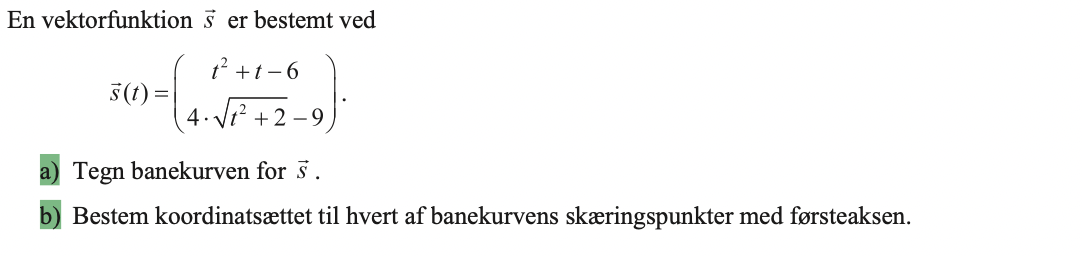 En vektorfunktion s⃗ er bestemt ved
s⃗(t) = ( t² + t – 6
4 · √(t² + 2) – 9 ) .
a) Tegn banekurven for s⃗ .
b) Bestem koordinatsættet til hvert af banekurvens skæringspunkter med førsteaksen.